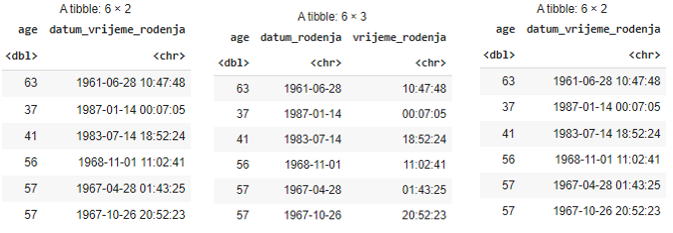 A tibble: 6 × 2
age datum_vrijeme_rodenja
<dbl> <chr>
63 1961-06-28 10:47:48
37 1987-01-14 00:07:05
41 1983-07-14 18:52:24
56 1968-11-01 11:02:41
57 1967-04-28 01:43:25
57 1967-10-26 20:52:23
A tibble: 6 × 3
age datum_rodenja vrijeme_rodenja
<dbl> <chr> <chr>
63 1961-06-28 10:47:48
37 1987-01-14 00:07:05
41 1983-07-14 18:52:24
56 1968-11-01 11:02:41
57 1967-04-28 01:43:25
57 1967-10-26 20:52:23
A tibble: 6 × 2
age datum_vrijeme_rodenja
<dbl> <chr>
63 1961-06-28 10:47:48
37 1987-01-14 00:07:05
41 1983-07-14 18:52:24
56 1968-11-01 11:02:41
57 1967-04-28 01:43:25
57 1967-10-26 20:52:23